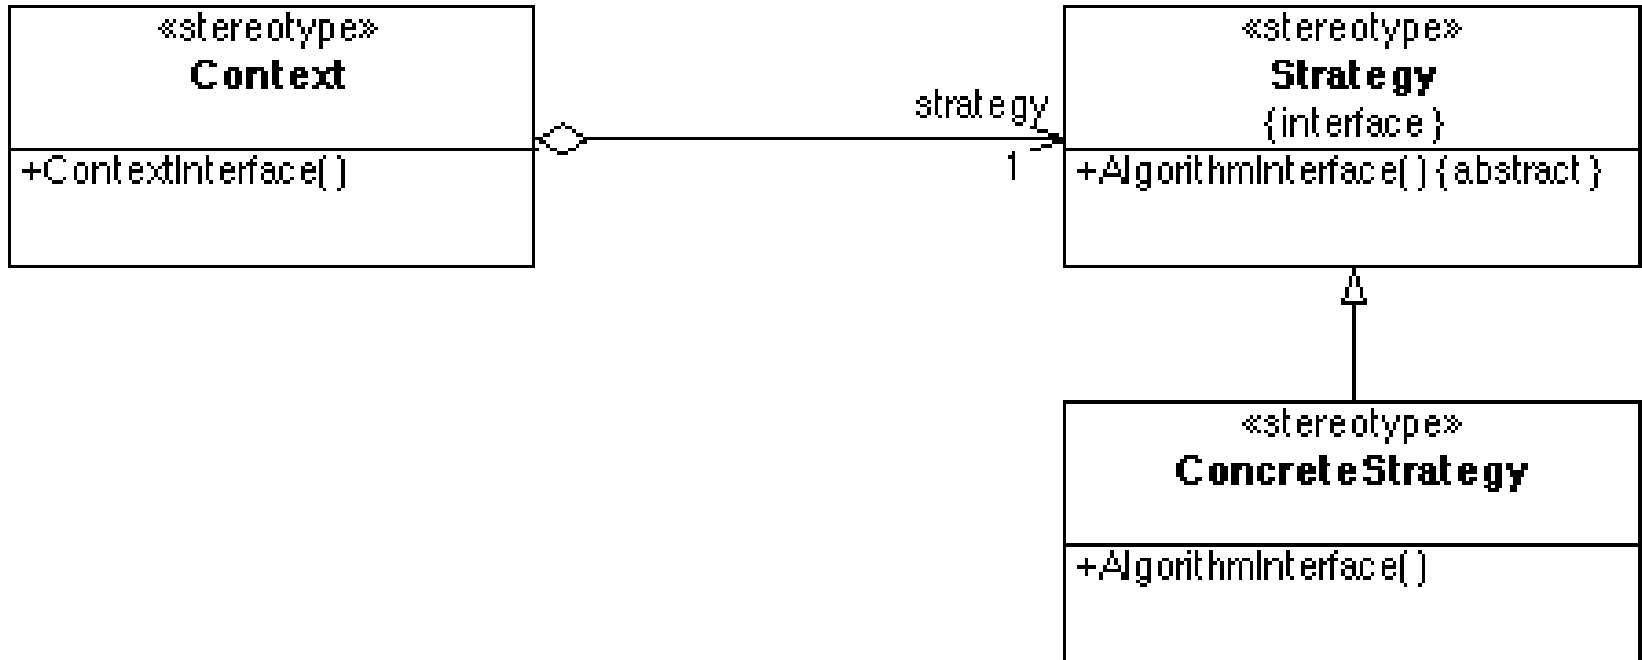 «stereotype»
Context
+ContextInterface()
strategy
1
«stereotype»
Strategy
{interface}
+AlgorithmInterface(){abstract}
«stereotype»
ConcreteStrategy
+AlgorithmInterface()